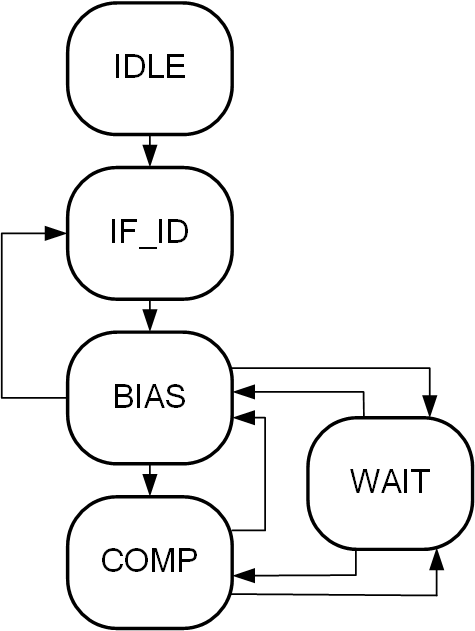 IDLE
IF_ID
BIAS
WAIT
COMP